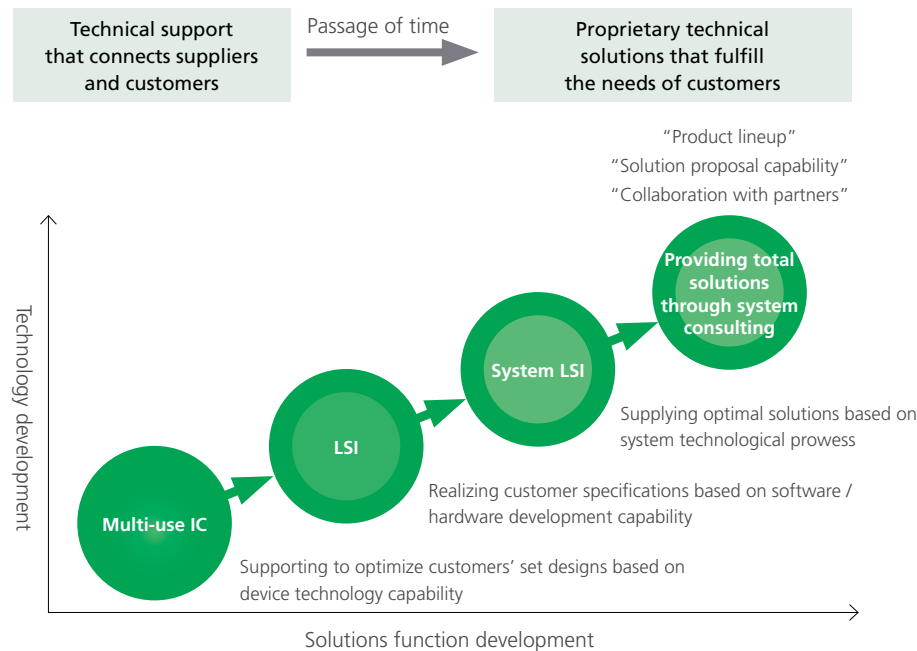 Technical support
that connects suppliers
and customers
Passage of time
Proprietary technical
solutions that fulfill
the needs of customers
“Product lineup”
“Solution proposal capability”
“Collaboration with partners”
Technology development
Providing total
solutions
through system
consulting
System LSI
Supplying optimal solutions based on
system technological prowess
LSI
Realizing customer specifications based on software /
hardware development capability
Multi-use IC
Supporting to optimize customers’ set designs based on
device technology capability
Solutions function development